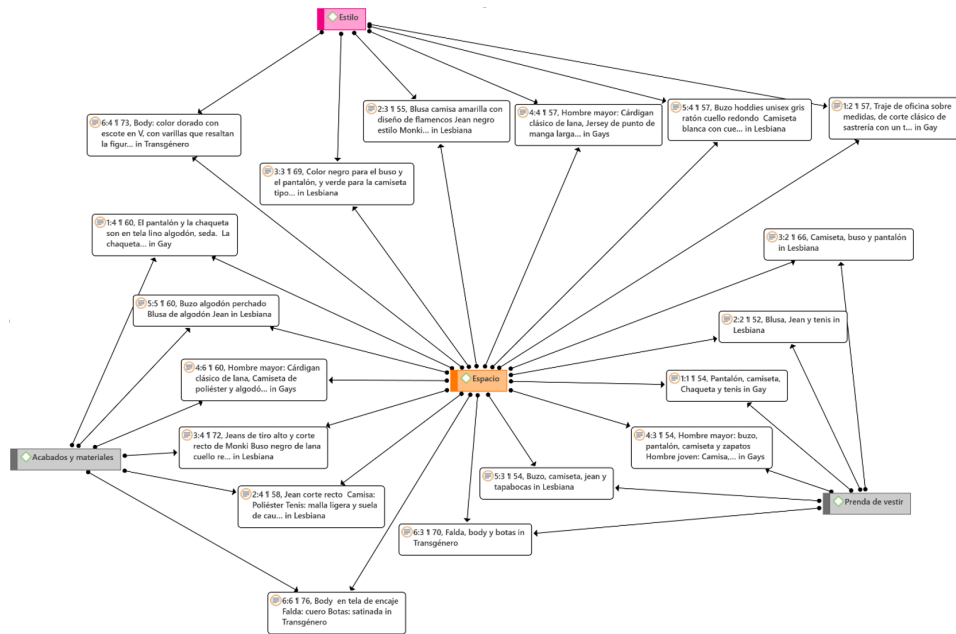 Estilo
6:4 ¶ 73, Body: color dorado con
escote en V, con varillas que resaltan
la figur... in Transgénero
2:3 ¶ 55, Blusa camisa amarilla con
diseño de flamencos Jean negro
estilo Monki... in Lesbiana
4:4 ¶ 57, Hombre mayor: Cárdigan
clásico de lana, Jersey de punto de
manga larga... in Gays
5:4 ¶ 57, Buzo hoddies unisex gris
ratón cuello redondo Camiseta
blanca con cue... in Lesbiana
1:2 ¶ 57, Traje de oficina sobre
medidas, de corte clásico de
sastrería con un t... in Gay
3:3 ¶ 69, Color negro para el buso y
el pantalón, y verde para la camiseta
tipo... in Lesbiana
1:4 ¶ 60, El pantalón y la chaqueta
son en tela lino algodón, seda. La
chaqueta... in Gay
3:2 ¶ 66, Camiseta, buso y pantalón
in Lesbiana
5:5 ¶ 60, Buzo algodón perchado
Blusa de algodón Jean in Lesbiana
2:2 ¶ 52, Blusa, Jean y tenis in
Lesbiana
4:6 ¶ 60, Hombre mayor: Cárdigan
clásico de lana, Camiseta de
poliéster y algodó... in Gays
Espacio
1:1 ¶ 54, Pantalón, camiseta,
Chaqueta y tenis in Gay
3:4 ¶ 72, Jeans de tiro alto y corte
recto de Monki Buso negro de lana
cuello re... in Lesbiana
4:3 ¶ 54, Hombre mayor: buzo,
pantalón, camiseta y zapatos
Hombre joven: Camisa,... in Gays
Acabados y materiales
5:3 ¶ 54, Buzo, camiseta, jean y
tapabocas in Lesbiana
2:4 ¶ 58, Jean corte recto Camisa:
Poliéster Tenis: malla ligera y suela
de cau... in Lesbiana
Prenda de vestir
6:3 ¶ 70, Falda, body y botas in
Transgénero
6:6 ¶ 76, Body en tela de encaje
Falda: cuero Botas: satinada in
Transgénero